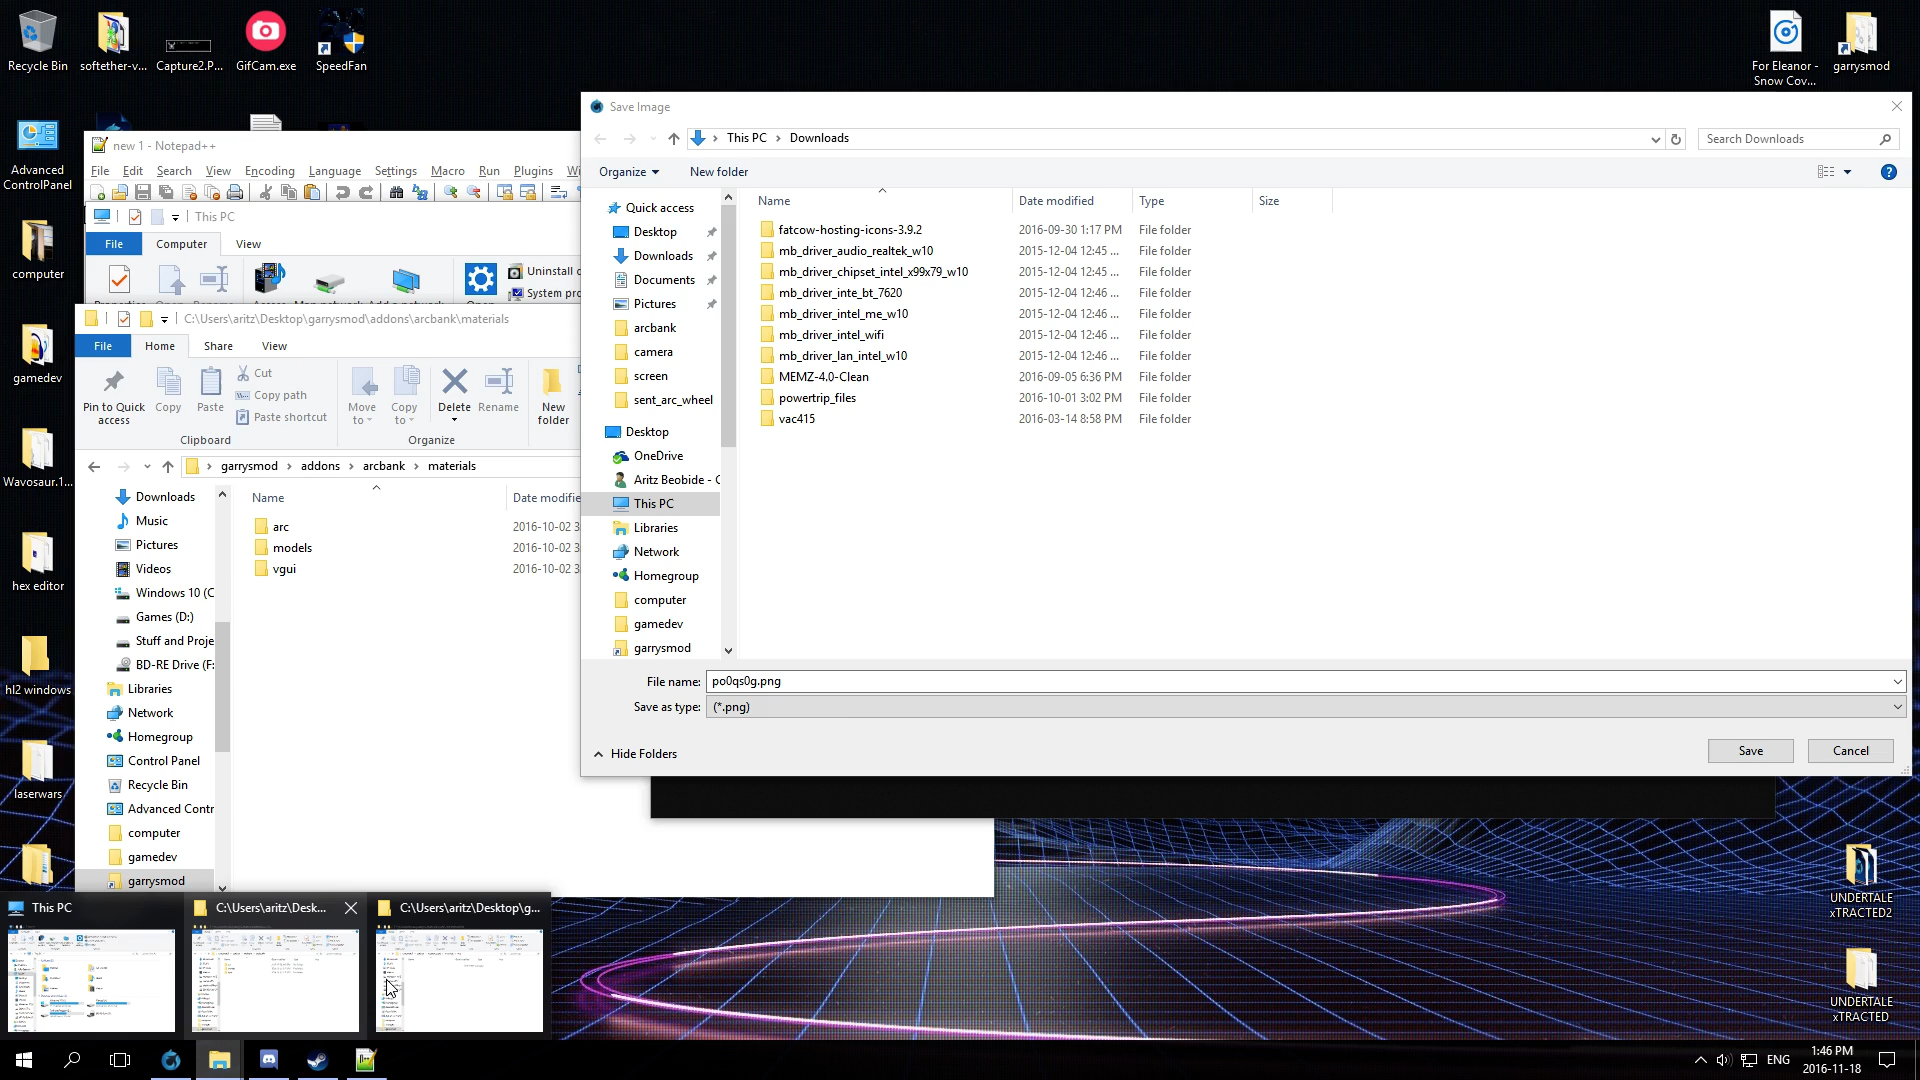 Recycle Bin
softether-v...
Capture2.P...
GifCam.exe
SpeedFan
For Eleanor -
Snow Cov...
garrysmod
Advanced
ControlPanel
computer
gamedev
Wavosaur.1...
hex editor
hl2 windows
laserwars
UNDERTALE
xTRACTED2
UNDERTALE
xTRACTED
new 1 - Notepad++
File Edit Search View Encoding Language Settings Macro Run Plugins Wi
This PC
File Computer View
Uninstall o
System pro
C:\Users\aritz\Desktop\garrysmod\addons\arcbank\materials
File Home Share View
Pin to Quick
access
Copy
Paste
Cut
Copy path
Paste shortcut
Move
to
Copy
to
Delete
Rename
New
folder
Clipboard
Organize
garrysmod > addons > arcbank > materials
Name Date modifie
arc 2016-10-02 3
models 2016-10-02 3
vgui 2016-10-02 3
Downloads
Music
Pictures
Videos
Windows 10 (C
Games (D:)
Stuff and Proje
BD-RE Drive (F:
Libraries
Network
Homegroup
Control Panel
Recycle Bin
Advanced Contr
computer
gamedev
garrysmod
Save Image
This PC > Downloads
Search Downloads
Organize New folder
Quick access
Desktop
Downloads
Documents
Pictures
arcbank
camera
screen
sent_arc_wheel
Desktop
OneDrive
Aritz Beobide - C
This PC
Libraries
Network
Homegroup
computer
gamedev
garrysmod
Name Date modified Type Size
fatcow-hosting-icons-3.9.2 2016-09-30 1:17 PM File folder
mb_driver_audio_realtek_w10 2015-12-04 12:45 ... File folder
mb_driver_chipset_intel_x99x79_w10 2015-12-04 12:45 ... File folder
mb_driver_inte_bt_7620 2015-12-04 12:46 ... File folder
mb_driver_intel_me_w10 2015-12-04 12:46 ... File folder
mb_driver_intel_wifi 2015-12-04 12:46 ... File folder
mb_driver_lan_intel_w10 2015-12-04 12:46 ... File folder
MEMZ-4.0-Clean 2016-09-05 6:36 PM File folder
powertrip_files 2016-10-01 3:02 PM File folder
vac415 2016-03-14 8:58 PM File folder
File name: po0qs0g.png
Save as type: (*.png)
Hide Folders
Save Cancel
This PC
C:\Users\aritz\Desk...
C:\Users\aritz\Desktop\g...
ENG
1:46 PM
2016-11-18